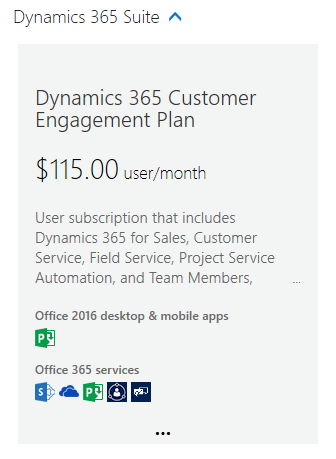 Dynamics 365 Suite
Dynamics 365 Customer
Engagement Plan
$115.00 user/month
User subscription that includes
Dynamics 365 for Sales, Customer
Service, Field Service, Project Service
Automation, and Team Members, ...
Office 2016 desktop & mobile apps
P
Office 365 services
S P
...